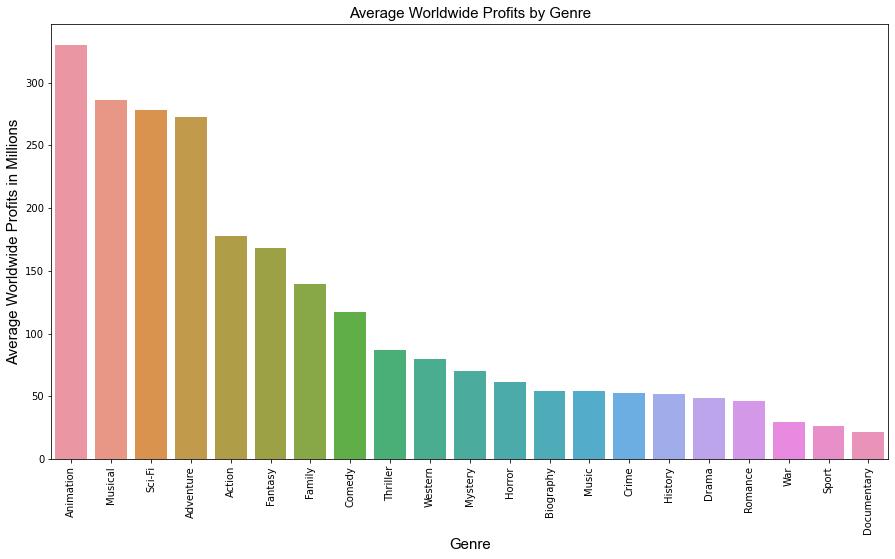 Average Worldwide Profits by Genre
Average Worldwide Profits in Millions
300
250
200
150
100
50
0
Animation
Musical
Sci-Fi
Adventure
Action
Fantasy
Family
Comedy
Thriller
Western
Mystery
Horror
Biography
Music
Crime
History
Drama
Romance
War
Sport
Documentary
Genre